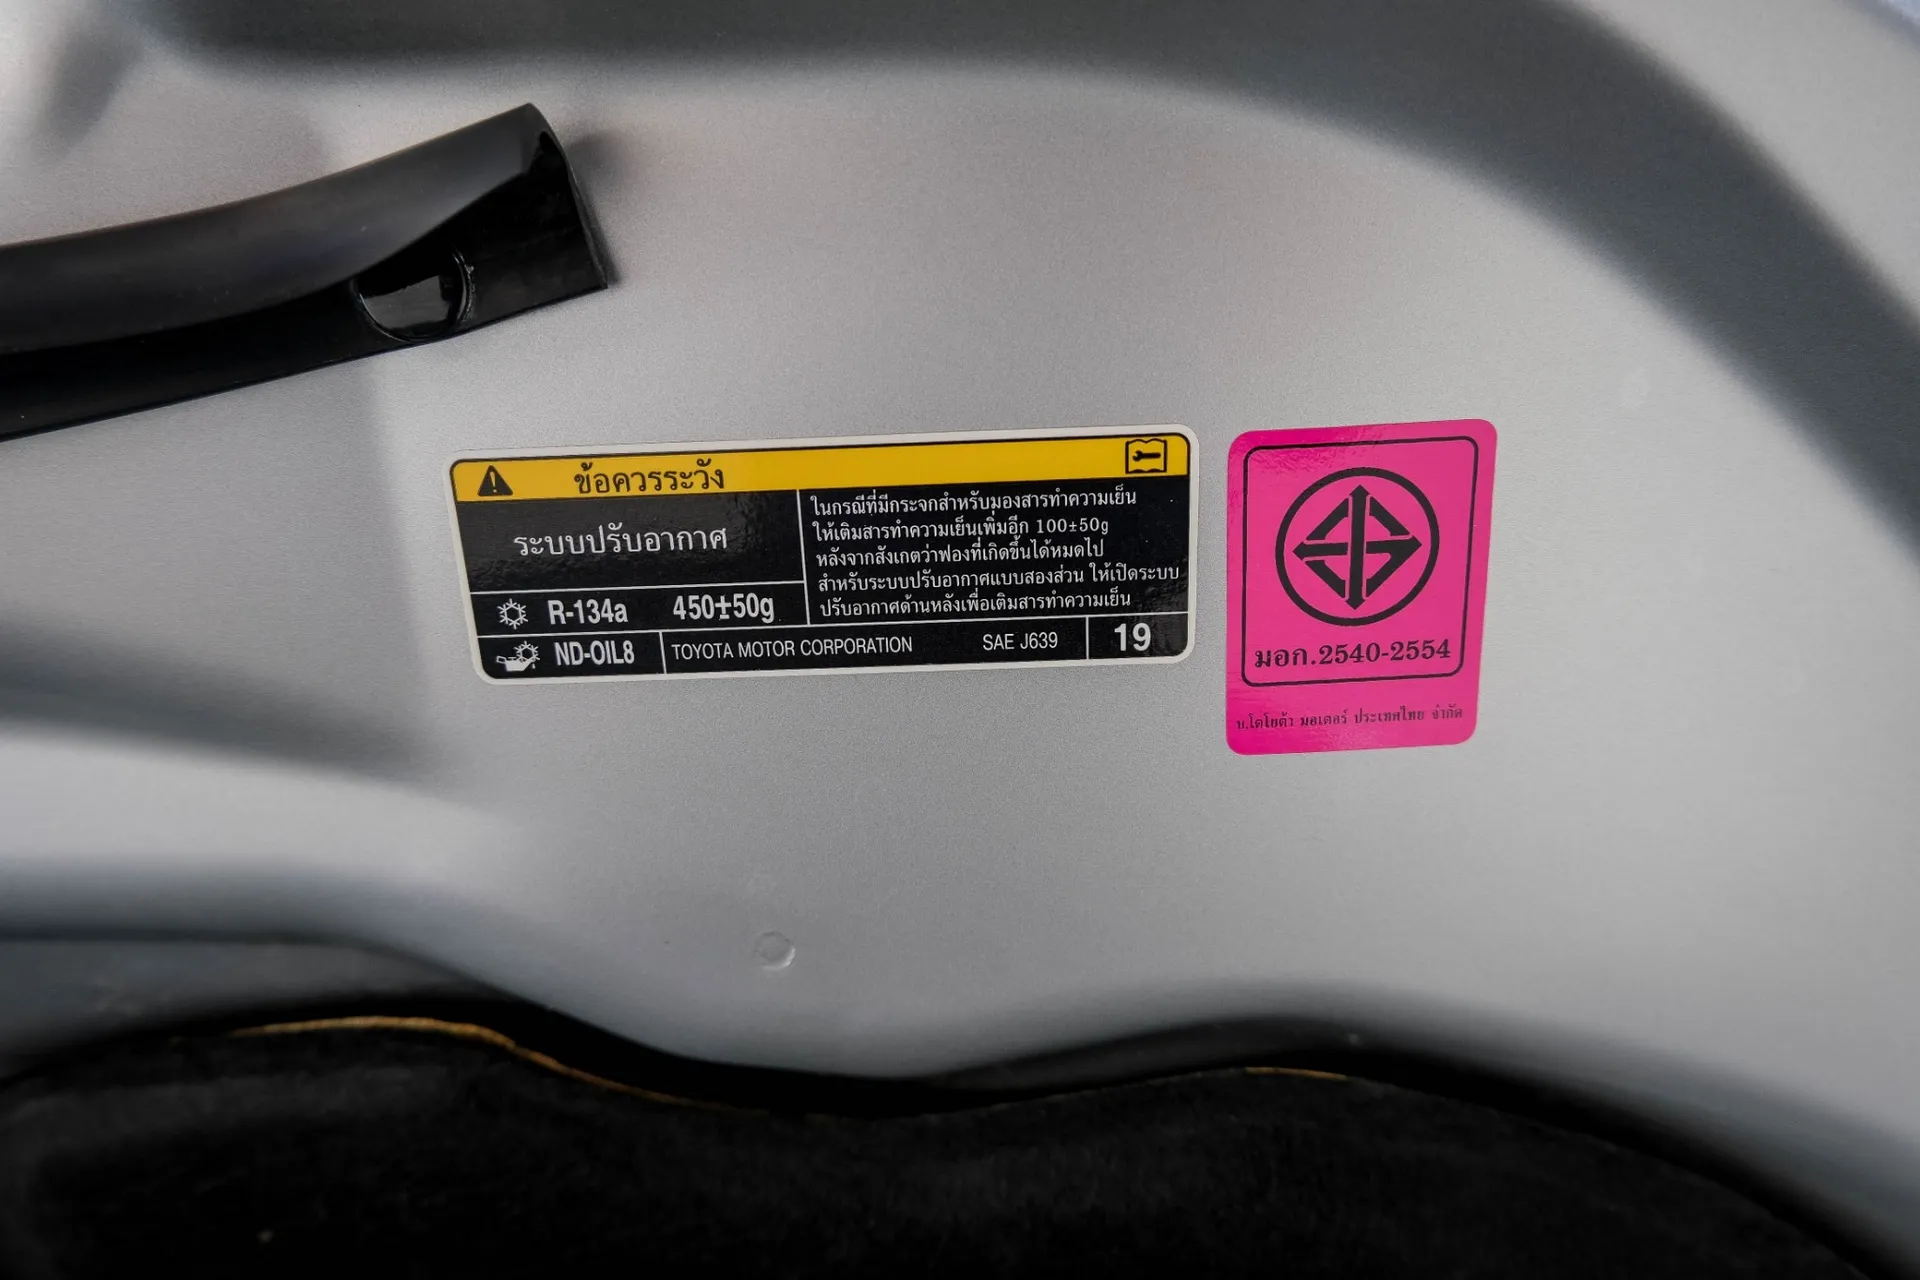 ข้อควรระวัง
ระบบปรับอากาศ
R-134a 450±50g
ในกรณีที่มีกระจกสำหรับมองสารทำความเย็น
ให้เติมสารทำความเย็นเพิ่มอีก 100±50g
หลังจากสังเกตว่าฟองที่เกิดขึ้นได้หมดไป
สำหรับระบบปรับอากาศแบบสองส่วน ให้เปิดระบบ
ปรับอากาศด้านหลังเพื่อเติมสารทำความเย็น
ND-OIL8 TOYOTA MOTOR CORPORATION SAE J639 19
มอก.2540-2554
บ.โตโยต้า มอเตอร์ ประเทศไทย จำกัด